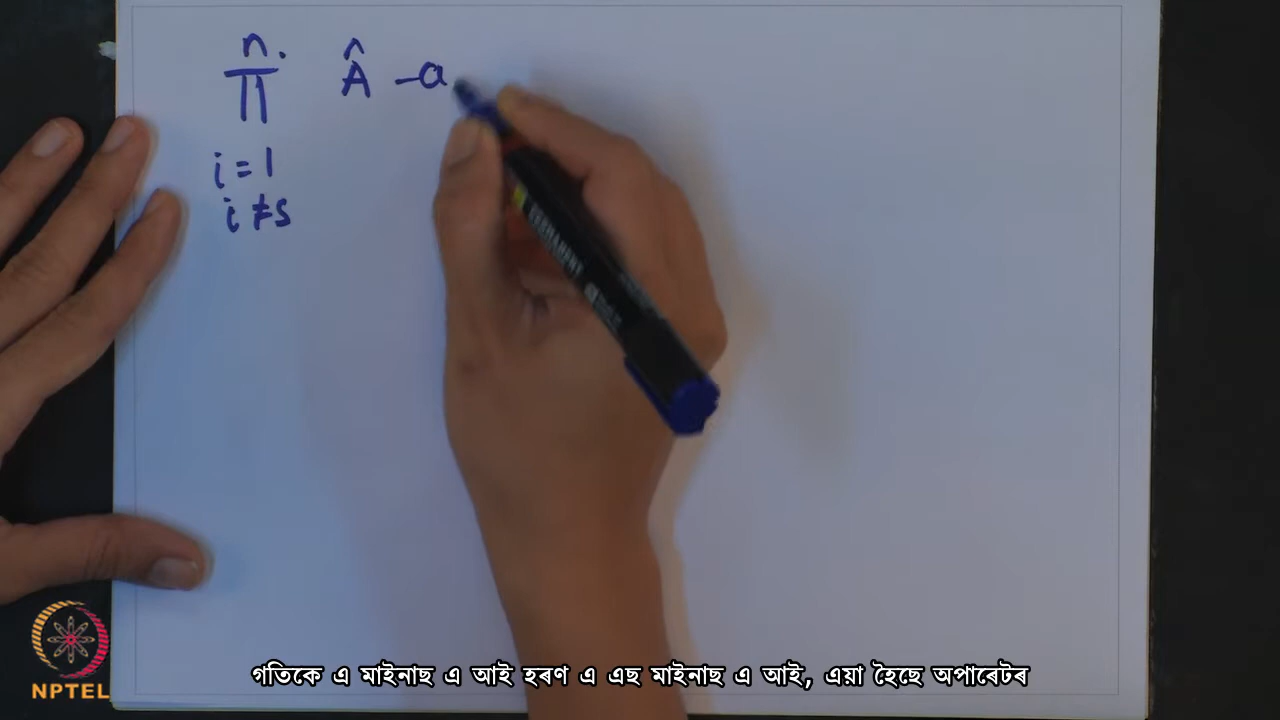 n.
∏ Â - a
i = 1
i ≠ s
গতিকে এ মাইনাছ এ আই হৰণ এ এছ মাইনাছ এ আই, এয়া হৈছে অপাৰেটৰ
NPTEL